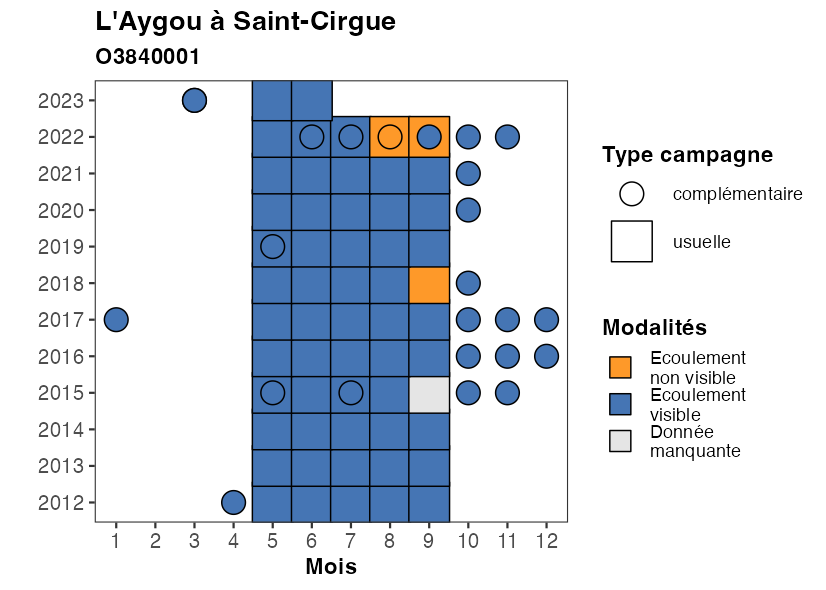 L'Aygou à Saint-Cirgue
O3840001
2023
2022
2021
2020
2019
2018
2017
2016
2015
2014
2013
2012
1 2 3 4 5 6 7 8 9 10 11 12
Mois
Type campagne
complémentaire
usuelle
Modalités
Ecoulement
non visible
Ecoulement
visible
Donnée
manquante